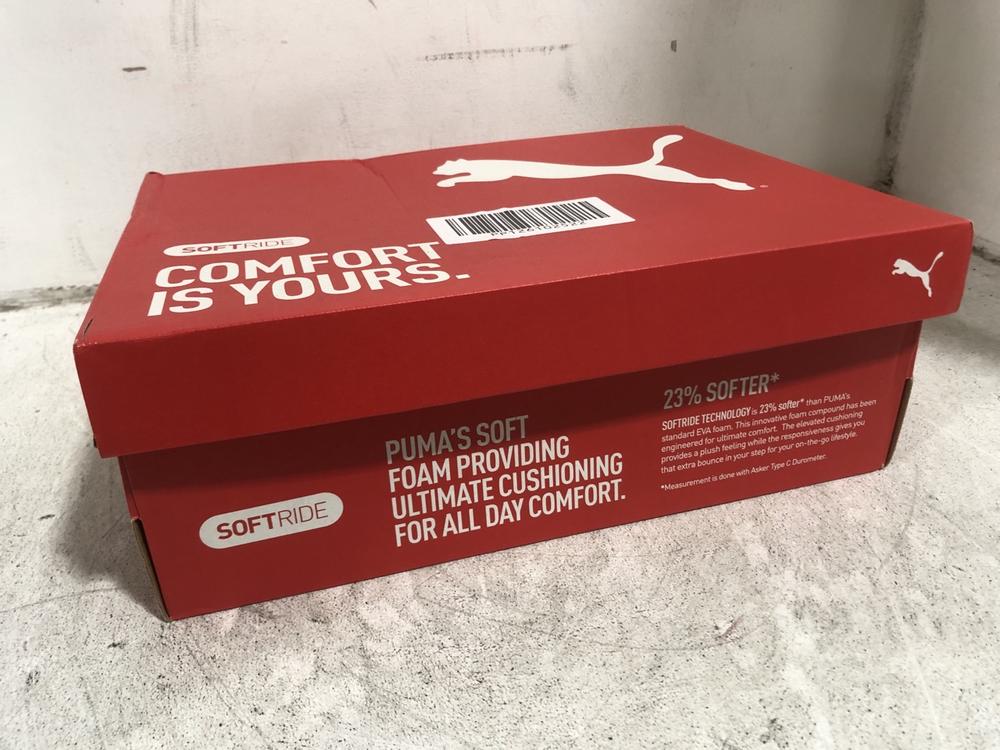 SOFTRIDE
COMFORT
IS YOURS.
SOFTRIDE
PUMA'S SOFT
FOAM PROVIDING
ULTIMATE CUSHIONING
FOR ALL DAY COMFORT.
23% SOFTER*
SOFTRIDE TECHNOLOGY is 23% softer* than PUMA's
standard EVA foam. This innovative foam compound has been
engineered for ultimate comfort. The elevated cushioning
provides a plush feeling while the responsiveness gives you
that extra bounce in your step for your on-the-go lifestyle.
*Measurement is done with Asker Type C Durometer.